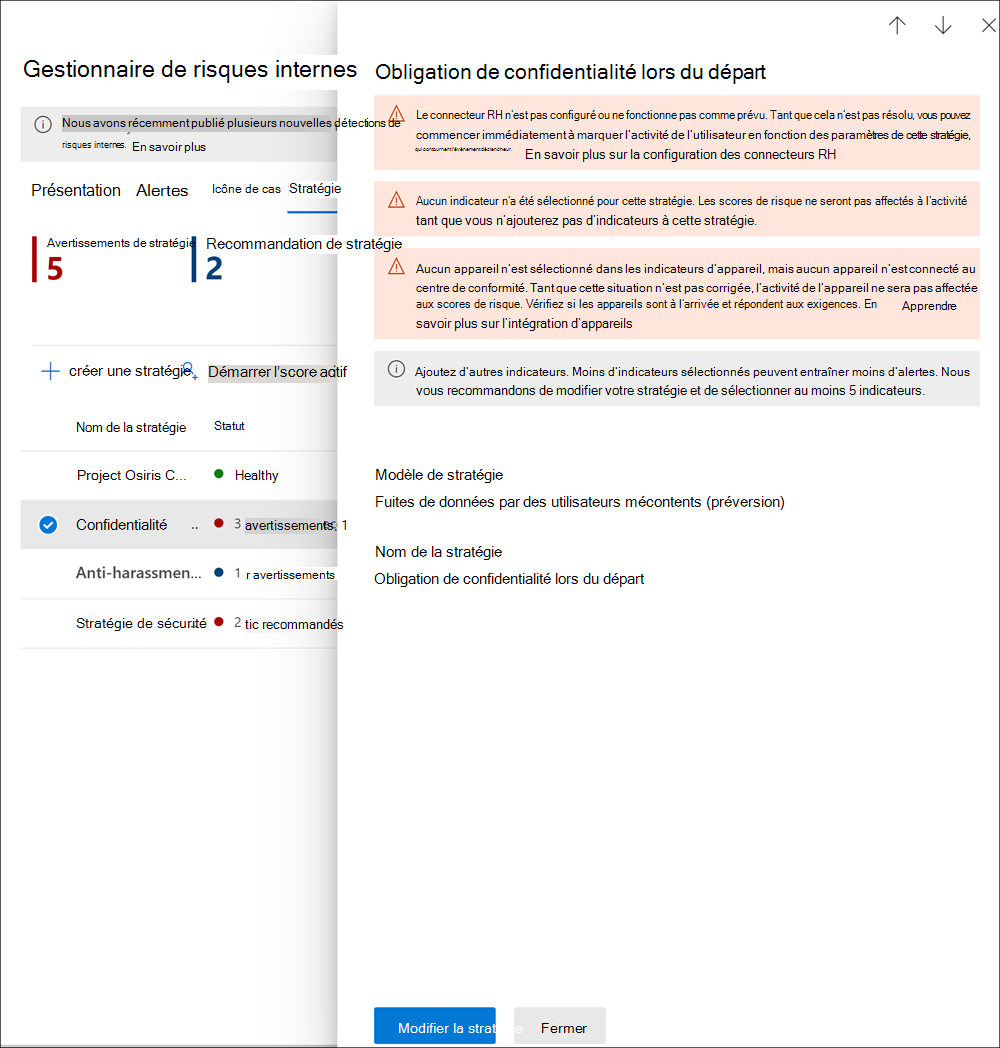 Gestionnaire de risques internes
Nous avons récemment publié plusieurs nouvelles détections de
risques internes. En savoir plus
Présentation Alertes Icône de cas Stratégie
Avertissements de stratégie
5
Recommandation de stratégie
2
créer une stratégie Démarrer l'score actif
Nom de la stratégie Statut
Project Osiris C... Healthy
Confidentialité .. 3 avertissements, 1
Anti-harassmen... 1 r avertissements
Stratégie de sécurité 2 tic recommandés
Obligation de confidentialité lors du départ
Le connecteur RH n'est pas configuré ou ne fonctionne pas comme prévu. Tant que cela n'est pas résolu, vous pouvez
commencer immédiatement à marquer l'activité de l'utilisateur en fonction des paramètres de cette stratégie,
qui concernent l'événement déclencheur. En savoir plus sur la configuration des connecteurs RH
Aucun indicateur n'a été sélectionné pour cette stratégie. Les scores de risque ne seront pas affectés à l'activité
tant que vous n'ajouterez pas d'indicateurs à cette stratégie.
Aucun appareil n'est sélectionné dans les indicateurs d'appareil, mais aucun appareil n'est connecté au
centre de conformité. Tant que cette situation n'est pas corrigée, l'activité de l'appareil ne sera pas affectée
aux scores de risque. Vérifiez si les appareils sont à l'arrivée et répondent aux exigences. En Apprendre
savoir plus sur l'intégration d'appareils
Ajoutez d'autres indicateurs. Moins d'indicateurs sélectionnés peuvent entraîner moins d'alertes. Nous
vous recommandons de modifier votre stratégie et de sélectionner au moins 5 indicateurs.
Modèle de stratégie
Fuites de données par des utilisateurs mécontents (préversion)
Nom de la stratégie
Obligation de confidentialité lors du départ
Modifier la stratégie Fermer